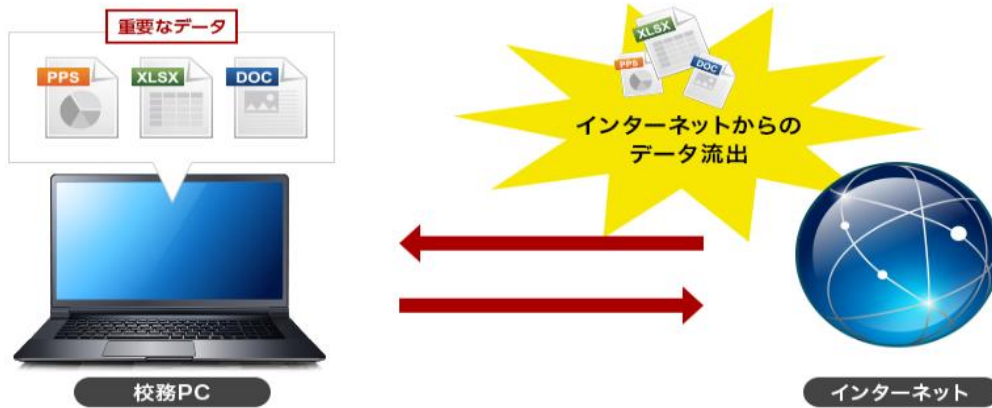 重要なデータ
PPS
XLSX
DOC
XLSX
PPS
DOC
インターネットからの
データ流出
校務PC
インターネット